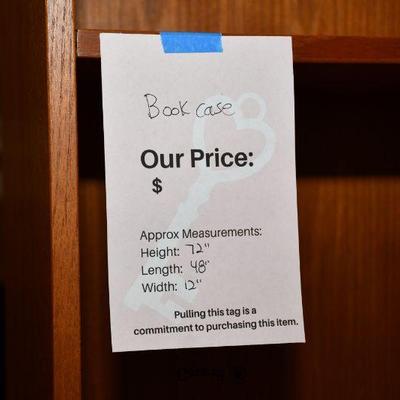 Book case
Our Price:
$
Approx Measurements:
Height: 72"
Length: 48"
Width: 12"
Pulling this tag is a
commitment to purchasing this item.